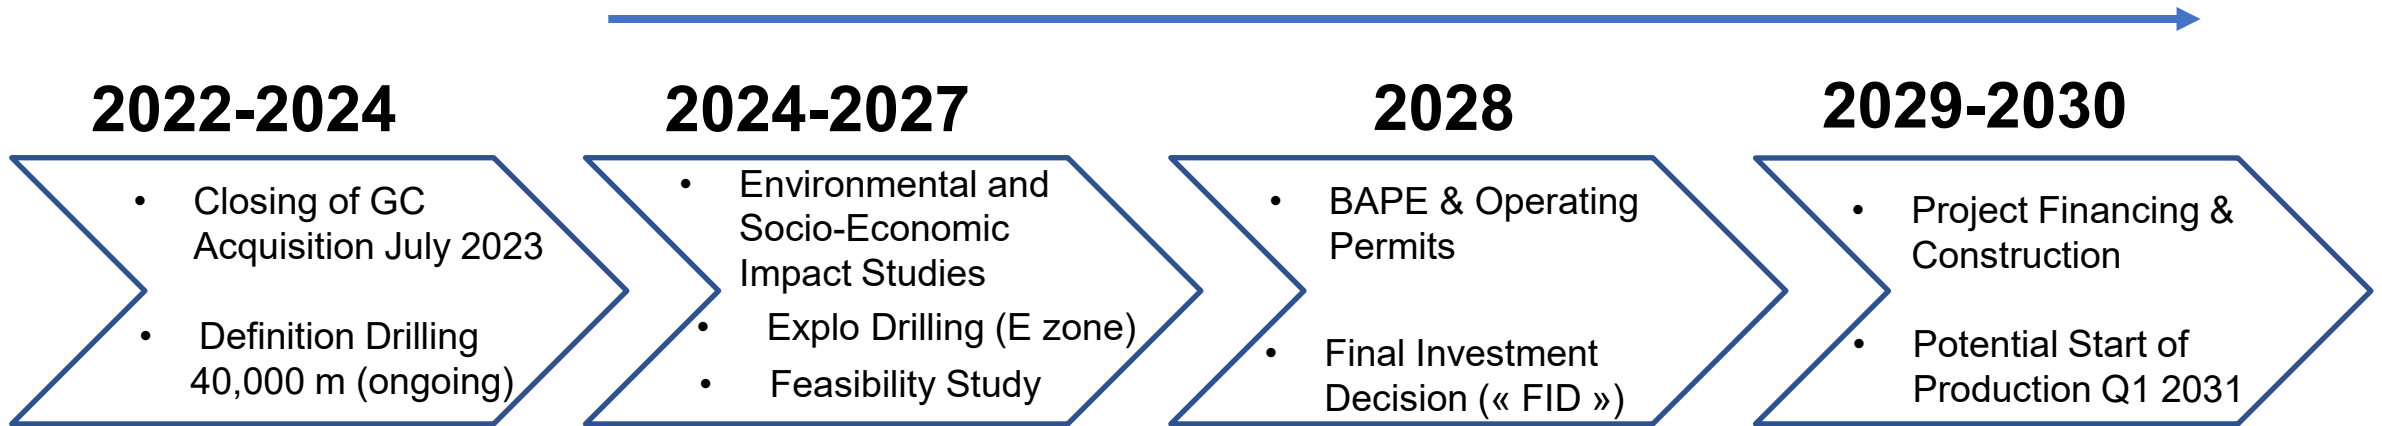 2022-2024
• Closing of GC
Acquisition July 2023
• Definition Drilling
40,000 m (ongoing)
2024-2027
• Environmental and
Socio-Economic
Impact Studies
• Explo Drilling (E zone)
• Feasibility Study
2028
• BAPE & Operating
Permits
• Final Investment
Decision (« FID »)
2029-2030
• Project Financing &
Construction
• Potential Start of
Production Q1 2031